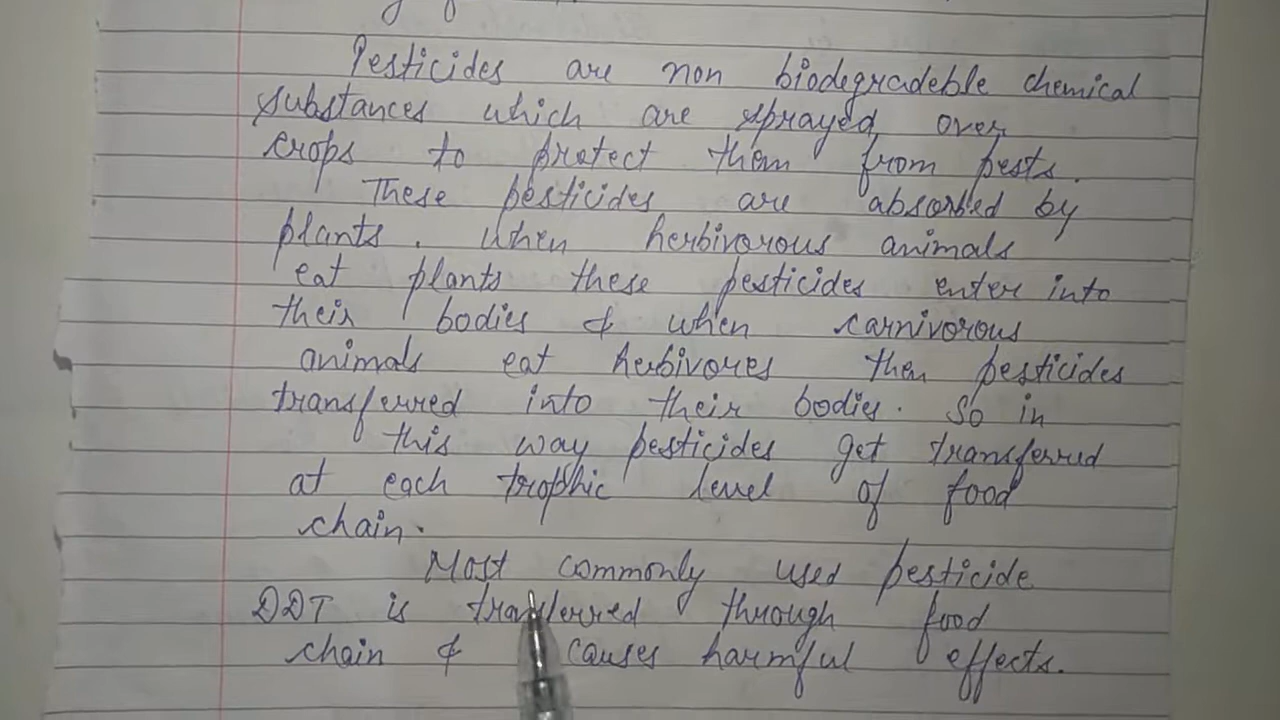 Pesticides are non biodegradeble chemical
substances which are sprayed over
crops to protect them from pests.
These pesticides are absorbed by
plants. when herbivorous animals
eat plants these pesticides enter into
their bodies & when carnivorous
animals eat herbivores then pesticides
transferred into their bodies. So in
this way pesticides get transferred
at each trophic level of food
chain.
Most commonly used pesticide
DDT is transferred through food
chain & causes harmful effects.